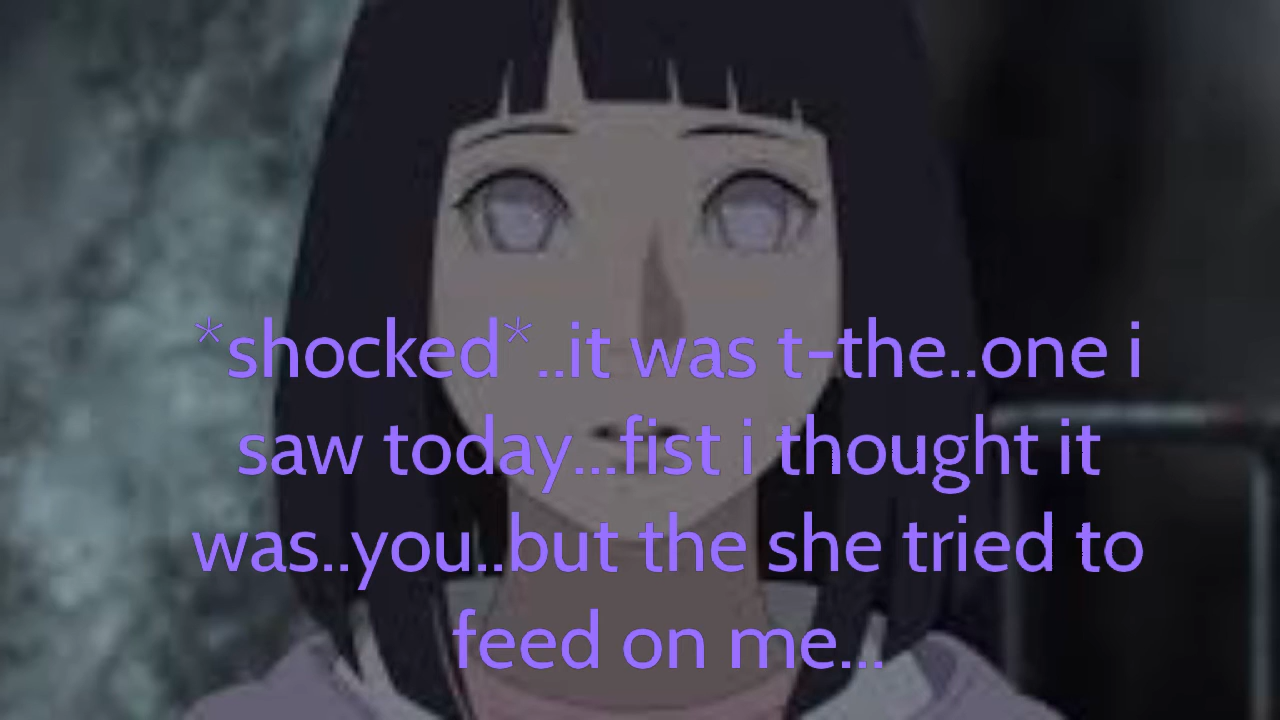 *shocked*..it was t-the..one i
saw today...fist i thought it
was..you..but the she tried to
feed on me...